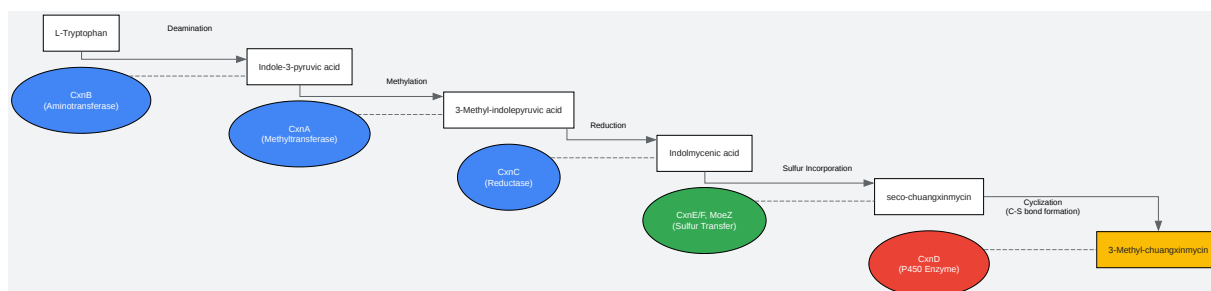 L-Tryptophan
Deamination
CxnB
(Aminotransferase)
Indole-3-pyruvic acid
Methylation
CxnA
(Methyltransferase)
3-Methyl-indolepyruvic acid
Reduction
CxnC
(Reductase)
Indolmycenic acid
Sulfur Incorporation
CxnE/F, MoeZ
(Sulfur Transfer)
seco-chuangxinmycin
Cyclization
(C-S bond formation)
CxnD
(P450 Enzyme)
3-Methyl-chuangxinmycin